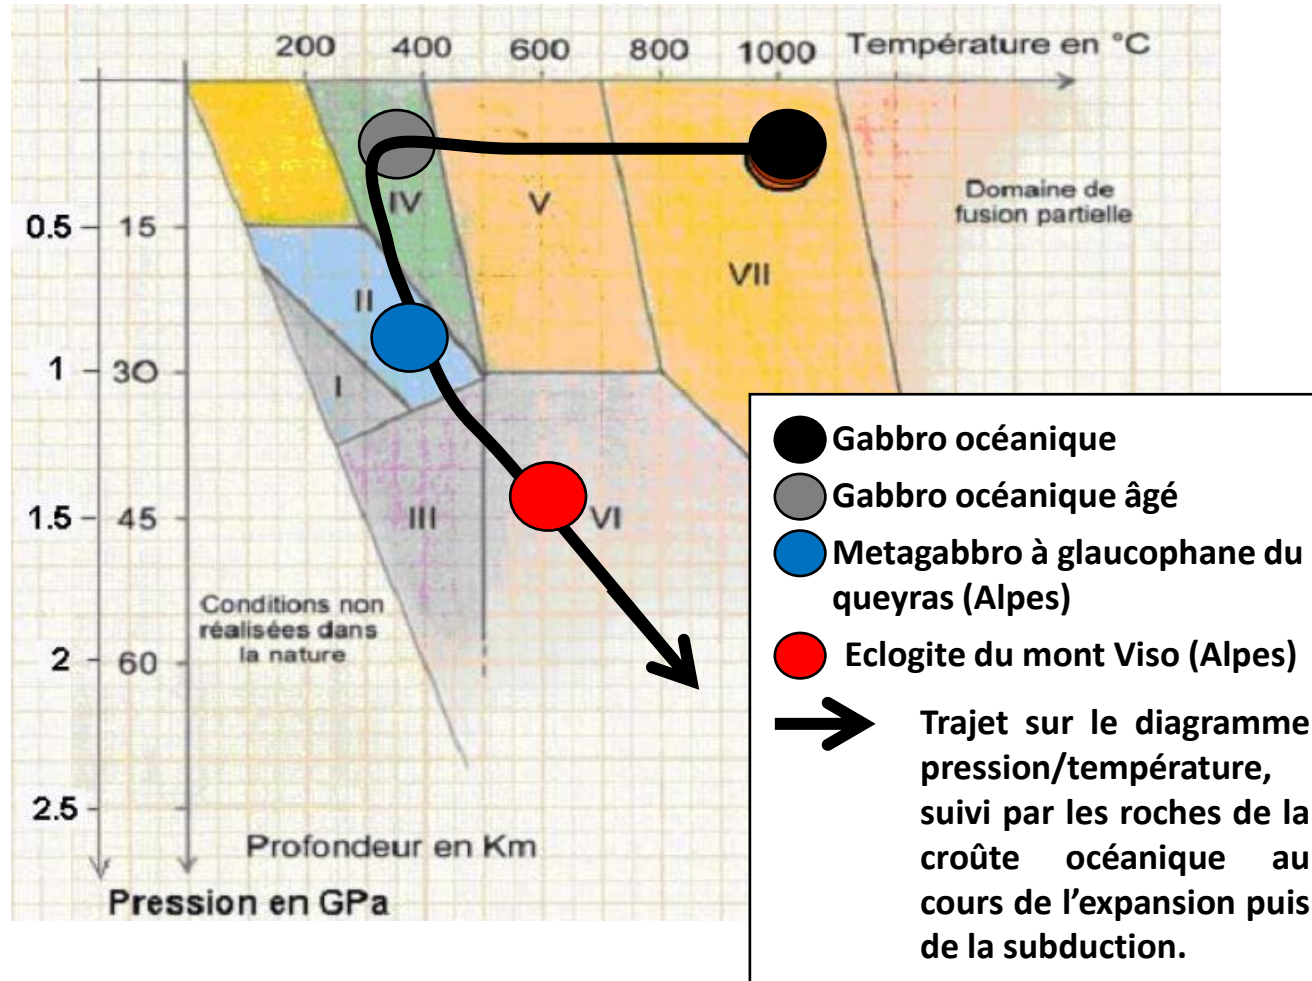 200 400 600 800 1000 Température en °C
Domaine de
fusion partielle
IV V
0.5 15
VII
II
1 30
I
1.5 45 III VI
Conditions non
réalisées dans
la nature
2 60
2.5
Profondeur en Km
Pression en GPa
Gabbro océanique
Gabbro océanique âgé
Metagabbro à glaucophane du
queyras (Alpes)
Eclogite du mont Viso (Alpes)
Trajet sur le diagramme
pression/température,
suivi par les roches de la
croûte océanique au
cours de l'expansion puis
de la subduction.